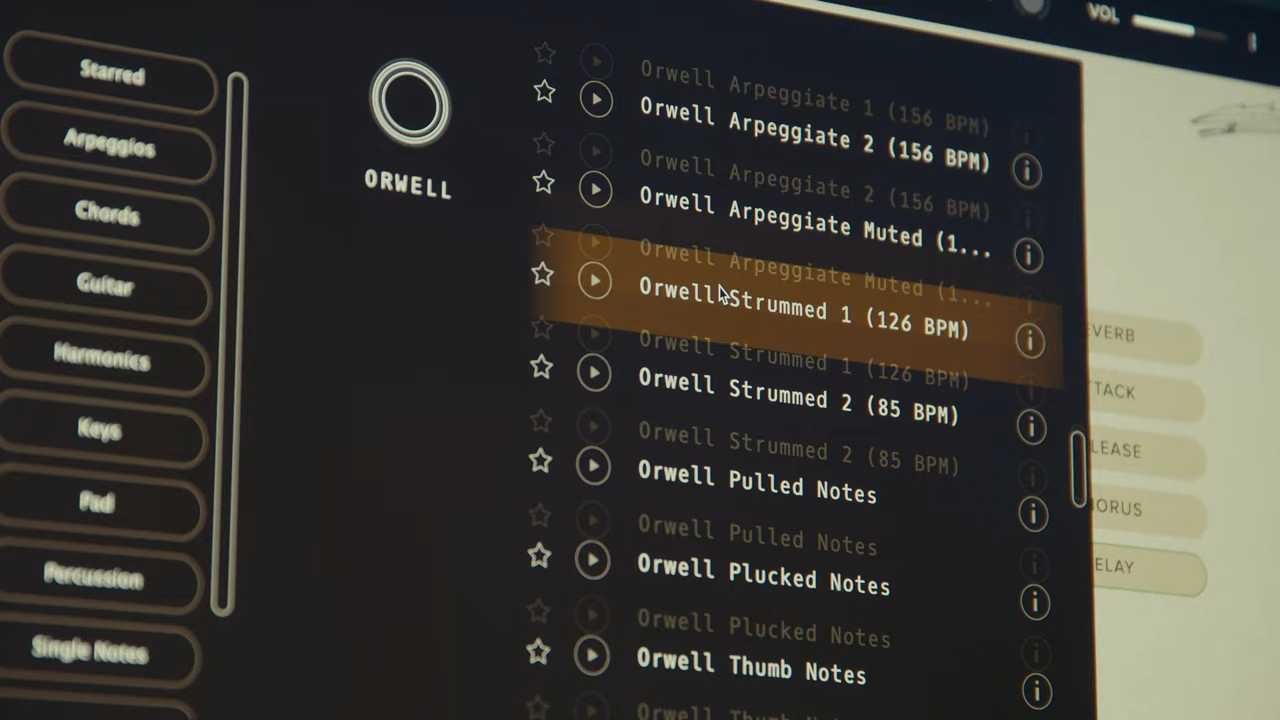 VOL
Starred
Arpeggios
Chords
Guitar
Harmonics
Keys
Pad
Percussion
Single Notes
ORWELL
Orwell Arpeggiate 1 (156 BPM)
Orwell Arpeggiate 2 (156 BPM)
Orwell Arpeggiate 2 (156 BPM)
Orwell Arpeggiate Muted (1...
Orwell Arpeggiate Muted (1...
Orwell Strummed 1 (126 BPM)
Orwell Strummed 1 (126 BPM)
Orwell Strummed 2 (85 BPM)
Orwell Strummed 2 (85 BPM)
Orwell Pulled Notes
Orwell Pulled Notes
Orwell Plucked Notes
Orwell Plucked Notes
Orwell Thumb Notes
Orwell Thumb Notes
EVERB
TTACK
LEASE
HORUS
ELAY